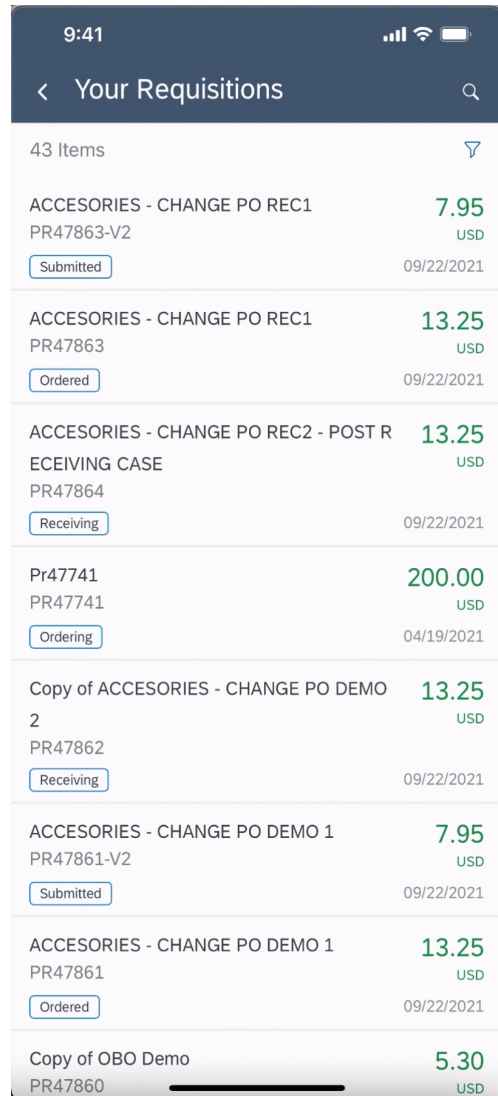 9:41
Your Requisitions
43 Items
ACCESORIES - CHANGE PO REC1
7.95
PR47863-V2
USD
Submitted
09/22/2021
ACCESORIES - CHANGE PO REC1
13.25
PR47863
USD
Ordered
09/22/2021
ACCESORIES - CHANGE PO REC2 - POST R
13.25
ECEIVING CASE
USD
PR47864
Receiving
09/22/2021
Pr47741
200.00
PR47741
USD
Ordering
04/19/2021
Copy of ACCESORIES - CHANGE PO DEMO
13.25
2
USD
PR47862
Receiving
09/22/2021
ACCESORIES - CHANGE PO DEMO 1
7.95
PR47861-V2
USD
Submitted
09/22/2021
ACCESORIES - CHANGE PO DEMO 1
13.25
PR47861
USD
Ordered
09/22/2021
Copy of OBO Demo
5.30
PR47860
USD